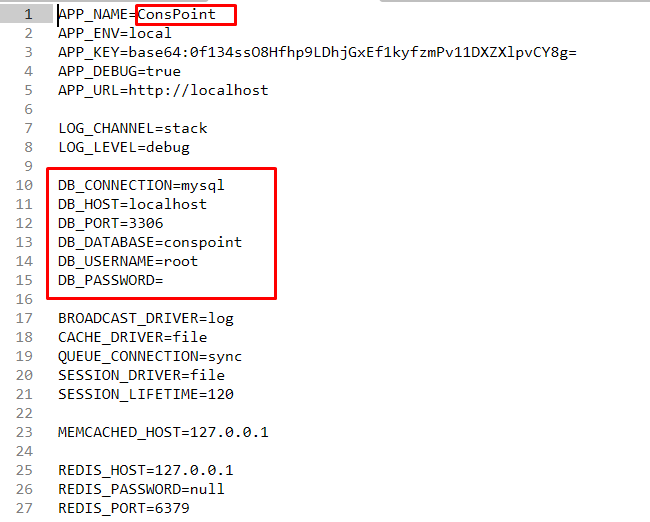 1 APP_NAME=ConsPoint
2 APP_ENV=local
3 APP_KEY=base64:0f134ssO8Hfhp9LDhjGxEf1kyfzmPv11DXZXlpvCY8g=
4 APP_DEBUG=true
5 APP_URL=http://localhost
6
7 LOG_CHANNEL=stack
8 LOG_LEVEL=debug
9
10 DB_CONNECTION=mysql
11 DB_HOST=localhost
12 DB_PORT=3306
13 DB_DATABASE=conspoint
14 DB_USERNAME=root
15 DB_PASSWORD=
16
17 BROADCAST_DRIVER=log
18 CACHE_DRIVER=file
19 QUEUE_CONNECTION=sync
20 SESSION_DRIVER=file
21 SESSION_LIFETIME=120
22
23 MEMCACHED_HOST=127.0.0.1
24
25 REDIS_HOST=127.0.0.1
26 REDIS_PASSWORD=null
27 REDIS_PORT=6379